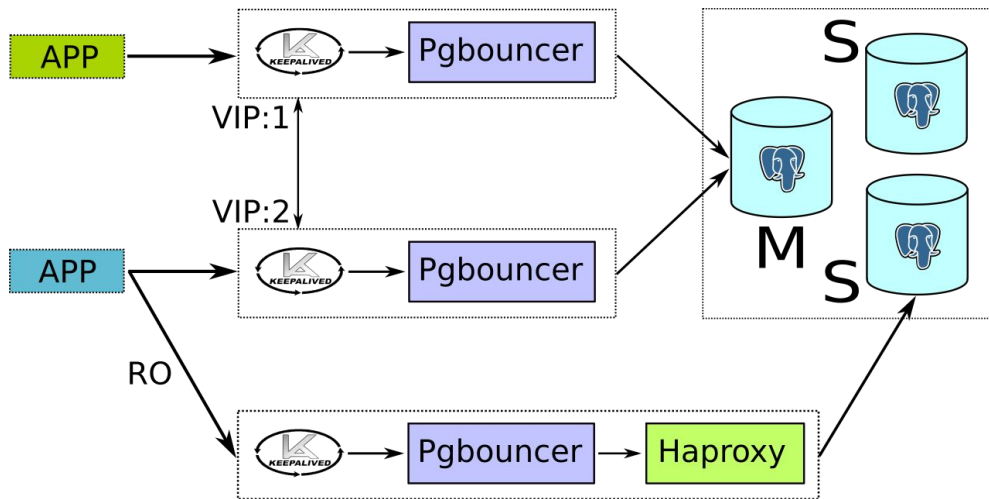 APP
KEEPALIVED
Pgbouncer
VIP:1
S
M
VIP:2
APP
KEEPALIVED
Pgbouncer
S
RO
KEEPALIVED
Pgbouncer
Haproxy